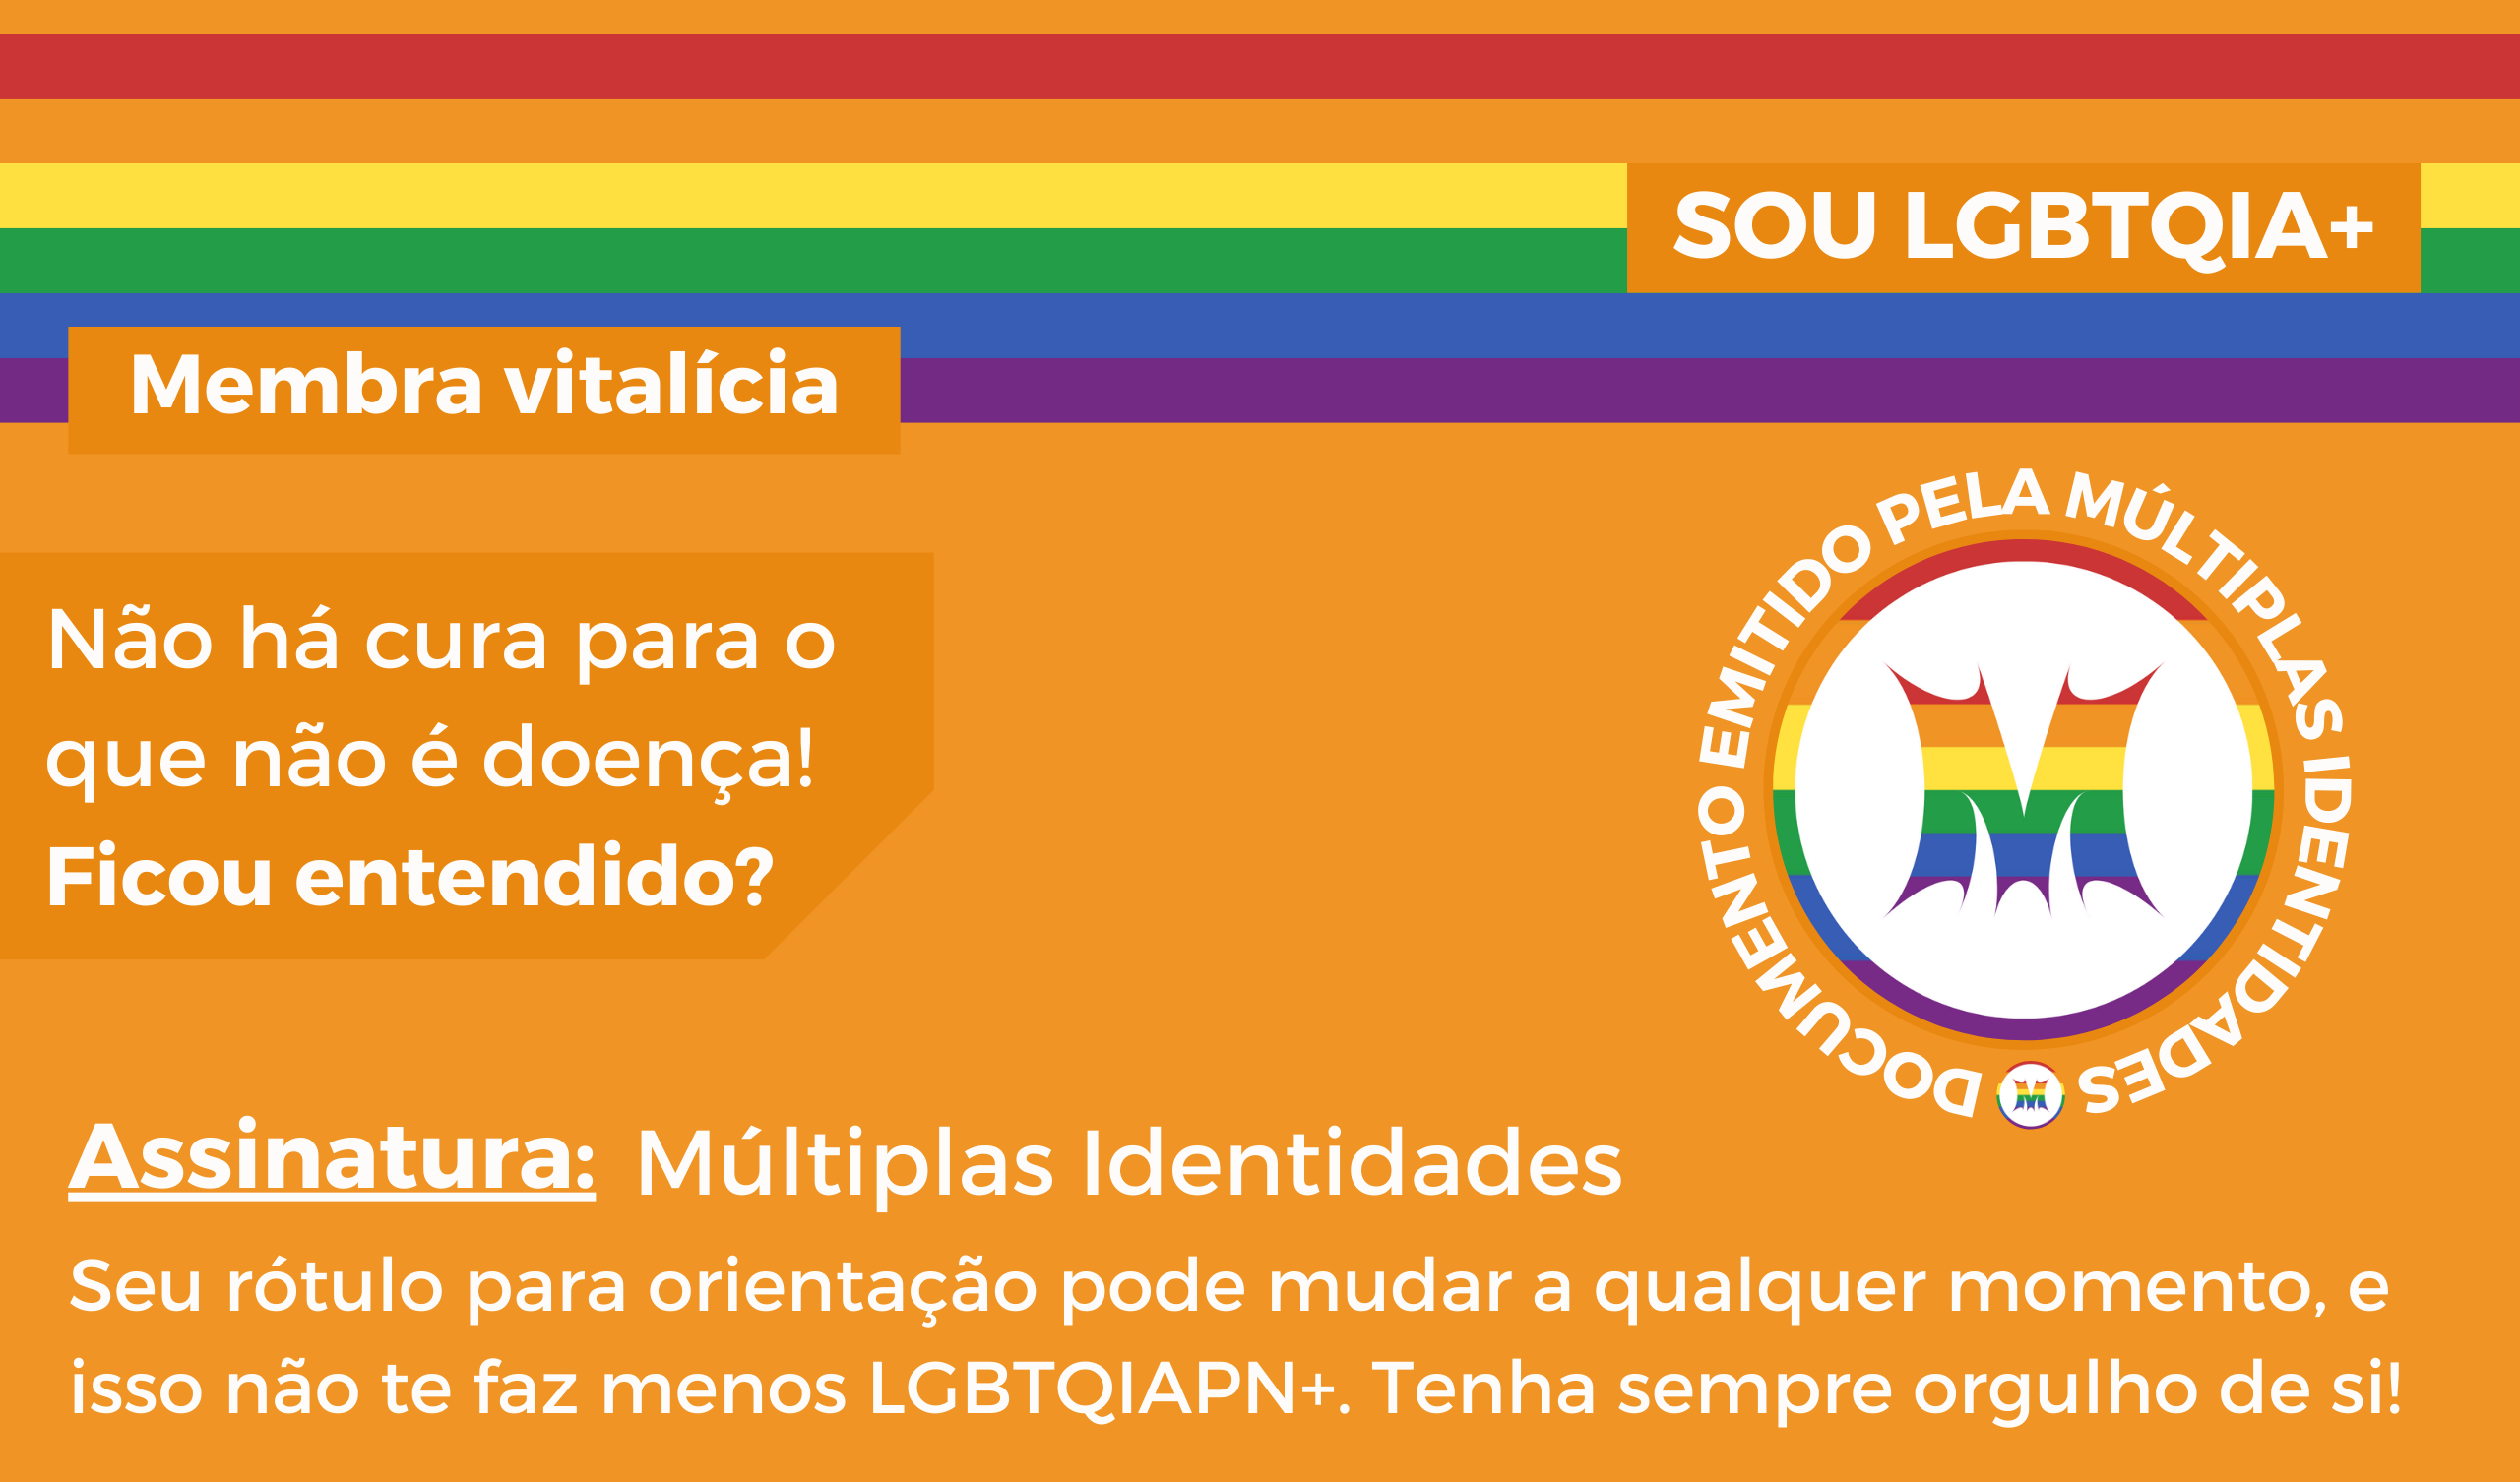 SOU LGBTQIA+
Membra vitalícia
DOCUMENTO EMITIDO PELA MÚLTIPLAS IDENTIDADES
Não há cura para o
que não é doença!
Ficou entendido?
Assinatura: Múltiplas Identidades
Seu rótulo para orientação pode mudar a qualquer momento, e
isso não te faz menos LGBTQIAPN+. Tenha sempre orgulho de si!